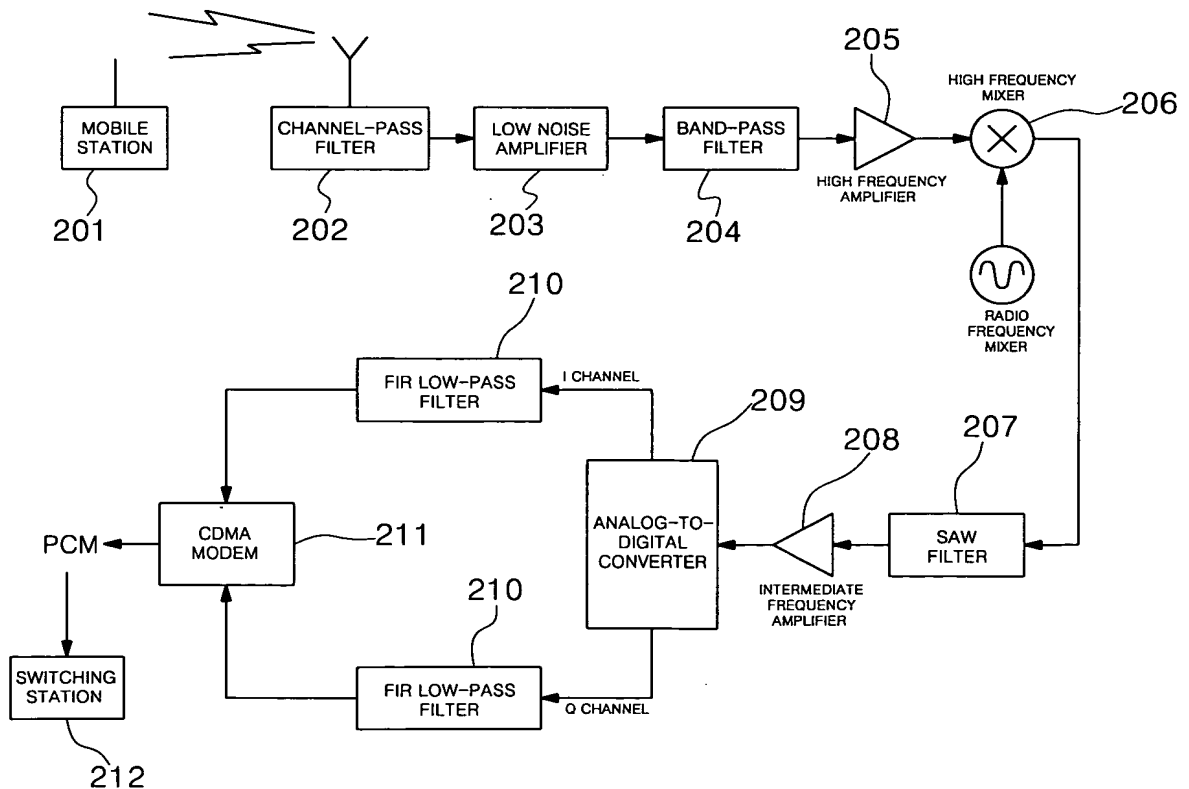 205
HIGH FREQUENCY
MIXER
206
MOBILE
STATION
CHANNEL-PASS
FILTER
LOW NOISE
AMPLIFIER
BAND-PASS
FILTER
HIGH FREQUENCY
AMPLIFIER
201
202
203
204
RADIO
FREQUENCY
MIXER
210
FIR LOW-PASS
FILTER
I CHANNEL
209
208
207
CDMA
MODEM
211
PCM
ANALOG-TO-
DIGITAL
CONVERTER
SAW
FILTER
INTERMEDIATE
FREQUENCY
AMPLIFIER
210
FIR LOW-PASS
FILTER
Q CHANNEL
SWITCHING
STATION
212